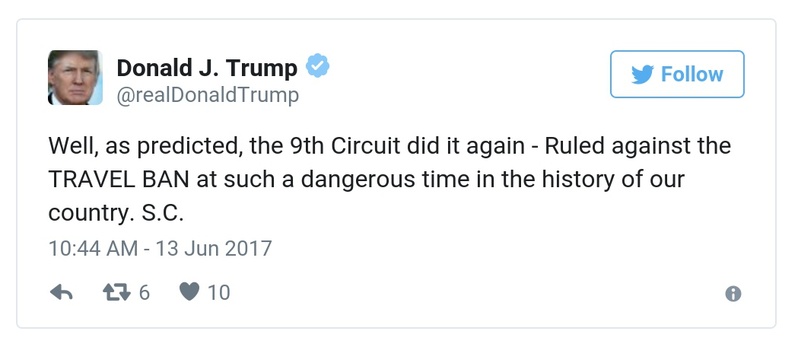 Donald J. Trump
@realDonaldTrump
Follow
Well, as predicted, the 9th Circuit did it again - Ruled against the
TRAVEL BAN at such a dangerous time in the history of our
country. S.C.
10:44 AM - 13 Jun 2017
6 10